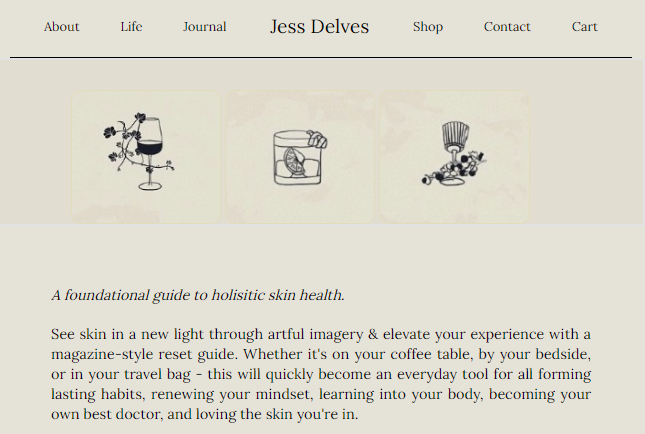 About Life Journal Jess Delves Shop Contact Cart
A foundational guide to holisitic skin health.
See skin in a new light through artful imagery & elevate your experience with a
magazine-style reset guide. Whether it's on your coffee table, by your bedside,
or in your travel bag - this will quickly become an everyday tool for all forming
lasting habits, renewing your mindset, learning into your body, becoming your
own best doctor, and loving the skin you're in.